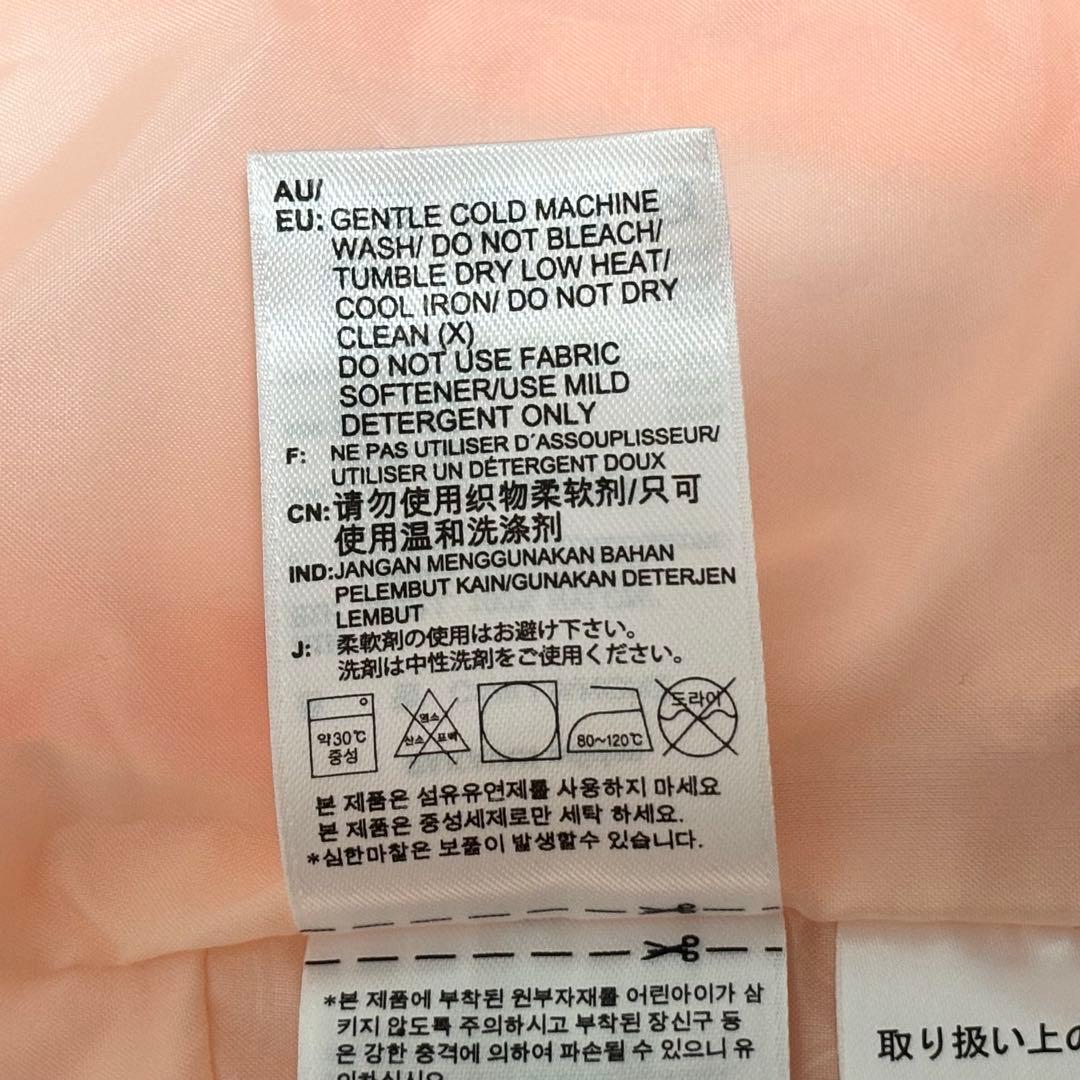 AU/
EU: GENTLE COLD MACHINE
WASH/ DO NOT BLEACH/
TUMBLE DRY LOW HEAT/
COOL IRON/ DO NOT DRY
CLEAN (X)
DO NOT USE FABRIC
SOFTENER/USE MILD
DETERGENT ONLY
F: NE PAS UTILISER D´ASSOUPLISSEUR/
UTILISER UN DÉTERGENT DOUX
CN: 请勿使用织物柔软剂/只可
使用温和洗涤剂
IND: JANGAN MENGGUNAKAN BAHAN
PELEMBUT KAIN/GUNAKAN DETERJEN
LEMBUT
J: 柔軟剤の使用はお避け下さい。
洗剤は中性洗剤をご使用ください。
약30℃
중성
염소
산소 표백
80~120℃
드라이
본 제품은 섬유유연제를 사용하지 마세요
본 제품은 중성세제로만 세탁 하세요.
*심한마찰은 보풀이 발생할수 있습니다.
*본 제품에 부착된 원부자재를 어린아이가 삼
키지 않도록 주의하시고 부착된 장신구 등
은 강한 충격에 의하여 파손될 수 있으니 유
의하십시오
取り扱い上の